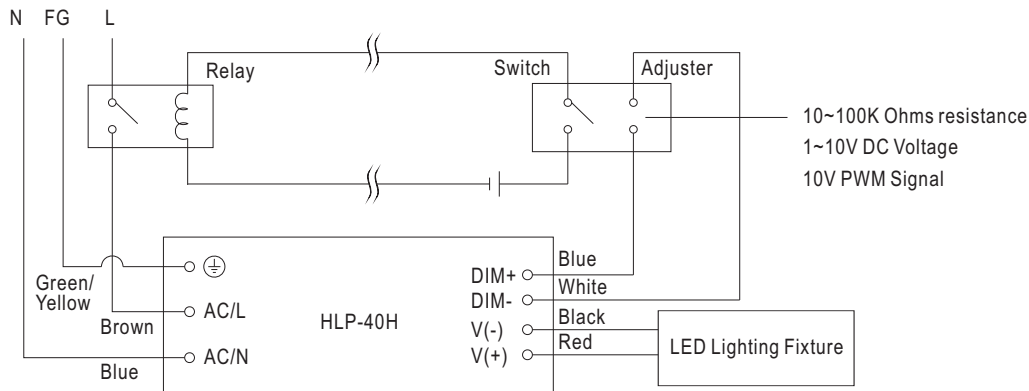 N FG L
Relay
Switch
Adjuster
10~100K Ohms resistance
1~10V DC Voltage
10V PWM Signal
Green/
Yellow
Brown
Blue
AC/L
AC/N
HLP-40H
DIM+
DIM-
V(-)
V(+)
Blue
White
Black
Red
LED Lighting Fixture